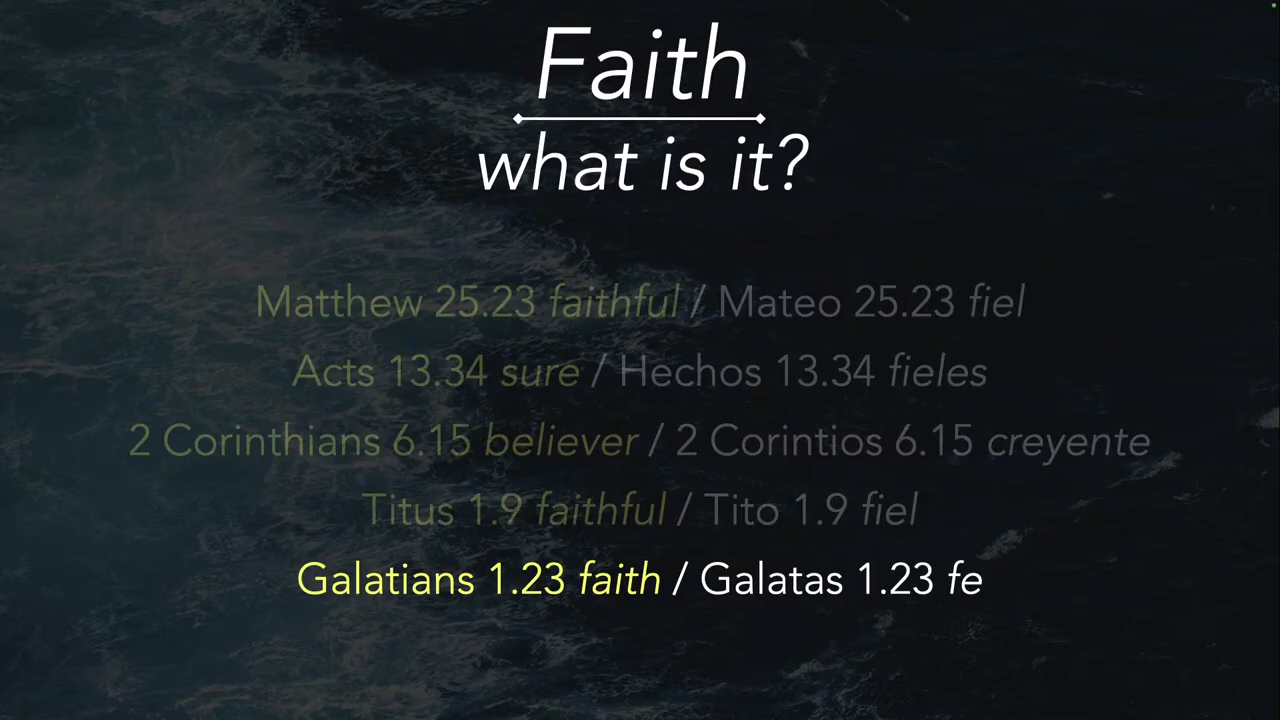 Faith
what is it?
Matthew 25.23 faithful / Mateo 25.23 fiel
Acts 13.34 sure / Hechos 13.34 fieles
2 Corinthians 6.15 believer / 2 Corintios 6.15 creyente
Titus 1.9 faithful / Tito 1.9 fiel
Galatians 1.23 faith / Galatas 1.23 fe